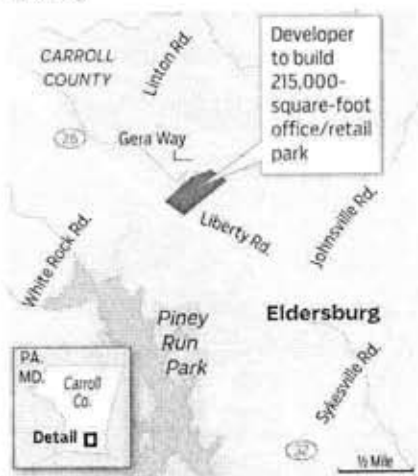 CARROLL
COUNTY
Linton Rd.
Developer
to build
215,000-
square-foot
office/retail
park
26
Gera Way
Liberty Rd.
Johnsville Rd.
White Rock Rd.
Piney
Run
Park
Eldersburg
Sykesville Rd.
PA.
MD.
Carroll
Co.
Detail
32
½ Mile